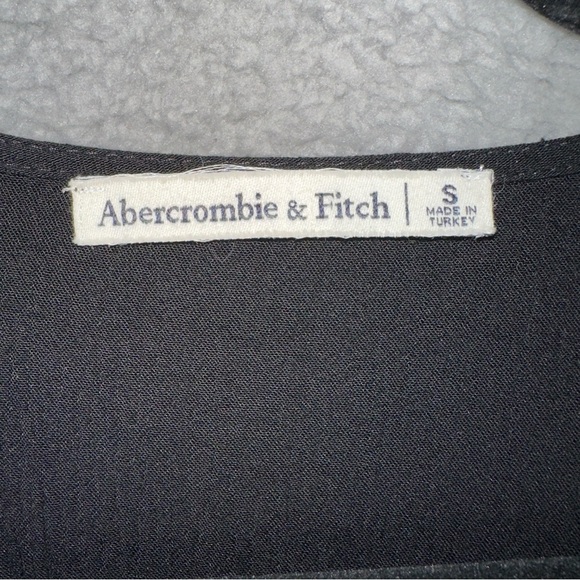 Abercrombie & Fitch | S
MADE IN
TURKEY